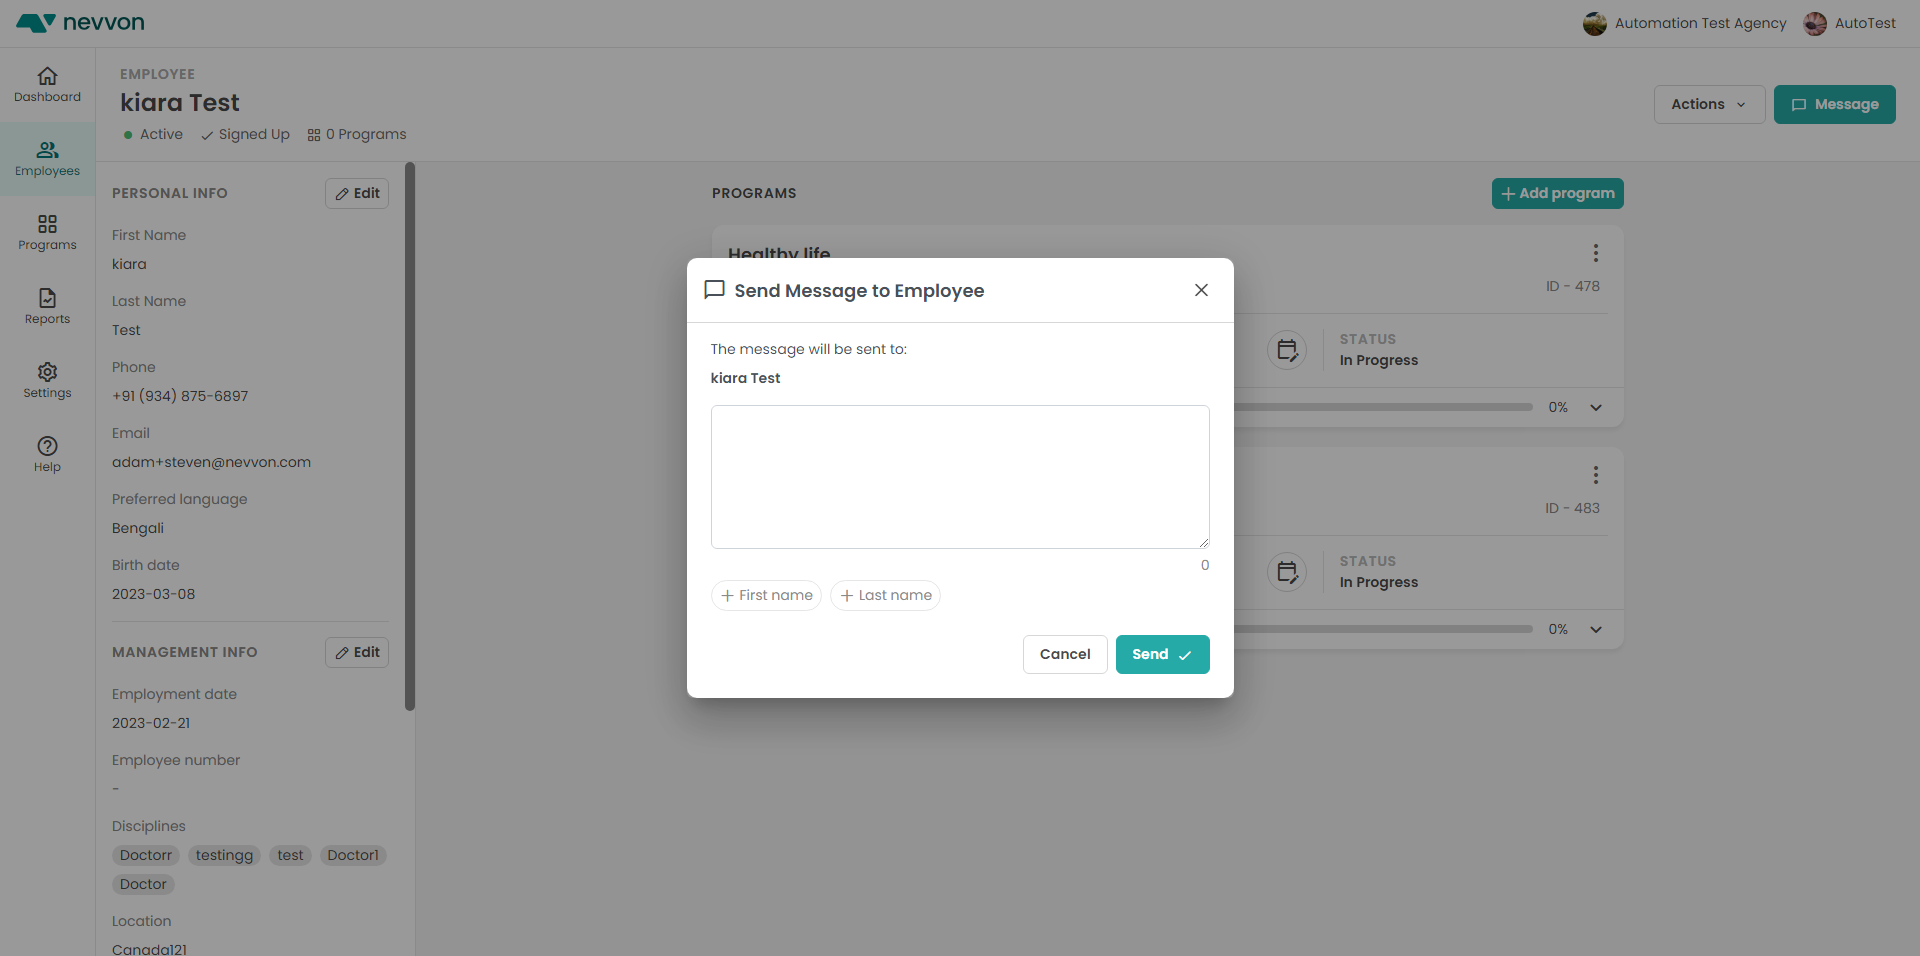 nevvon
Automation Test Agency
AutoTest
Dashboard
Employees
Programs
Reports
Settings
Help
EMPLOYEE
kiara Test
Active
Signed Up
0 Programs
Actions
Message
PERSONAL INFO
Edit
First Name
kiara
Last Name
Test
Phone
+91 (934) 875-6897
Email
adam+steven@nevvon.com
Preferred language
Bengali
Birth date
2023-03-08
MANAGEMENT INFO
Edit
Employment date
2023-02-21
Employee number
-
Disciplines
Doctorr testingg test Doctor1
Doctor
Location
Canada121
PROGRAMS
Add program
Healthy life
ID - 478
STATUS
In Progress
0%
ID - 483
STATUS
In Progress
0%
Send Message to Employee
The message will be sent to:
kiara Test
0
First name
Last name
Cancel
Send